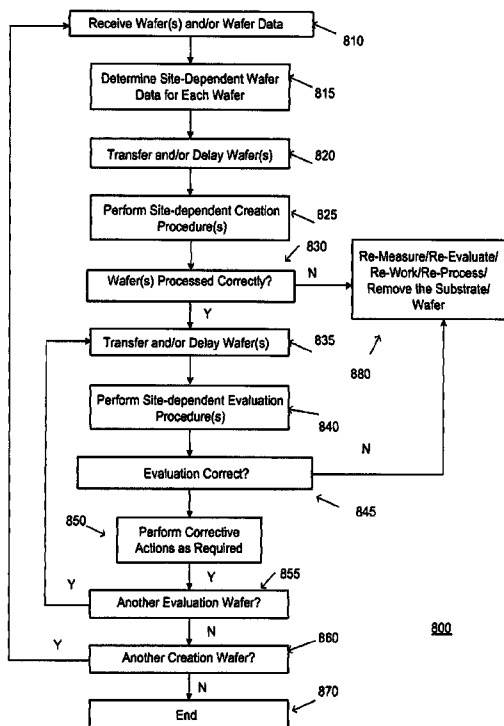 Receive Wafer(s) and/or Wafer Data
810
Determine Site-Dependent Wafer
Data for Each Wafer
815
Transfer and/or Delay Wafer(s)
820
Perform Site-dependent Creation
Procedure(s)
825
830
Wafer(s) Processed Correctly?
N
Re-Measure/Re-Evaluate/
Re-Work/Re-Process/
Remove the Substrate/
Wafer
880
Y
Transfer and/or Delay Wafer(s)
835
Perform Site-dependent Evaluation
Procedure(s)
840
N
Evaluation Correct?
845
850
Perform Corrective
Actions as Required
Y
Y
855
Another Evaluation Wafer?
Y
N
860
Another Creation Wafer?
800
N
870
End